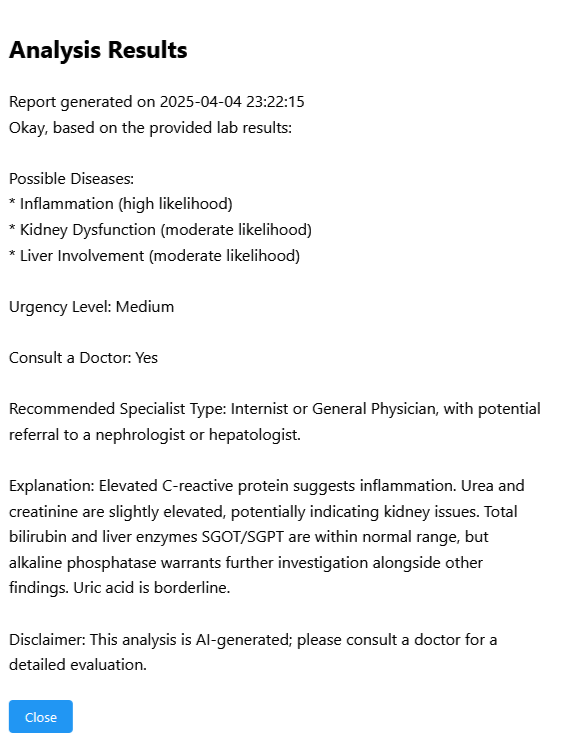 Analysis Results
Report generated on 2025-04-04 23:22:15
Okay, based on the provided lab results:
Possible Diseases:
* Inflammation (high likelihood)
* Kidney Dysfunction (moderate likelihood)
* Liver Involvement (moderate likelihood)
Urgency Level: Medium
Consult a Doctor: Yes
Recommended Specialist Type: Internist or General Physician, with potential
referral to a nephrologist or hepatologist.
Explanation: Elevated C-reactive protein suggests inflammation. Urea and
creatinine are slightly elevated, potentially indicating kidney issues. Total
bilirubin and liver enzymes SGOT/SGPT are within normal range, but
alkaline phosphatase warrants further investigation alongside other
findings. Uric acid is borderline.
Disclaimer: This analysis is AI-generated; please consult a doctor for a
detailed evaluation.
Close